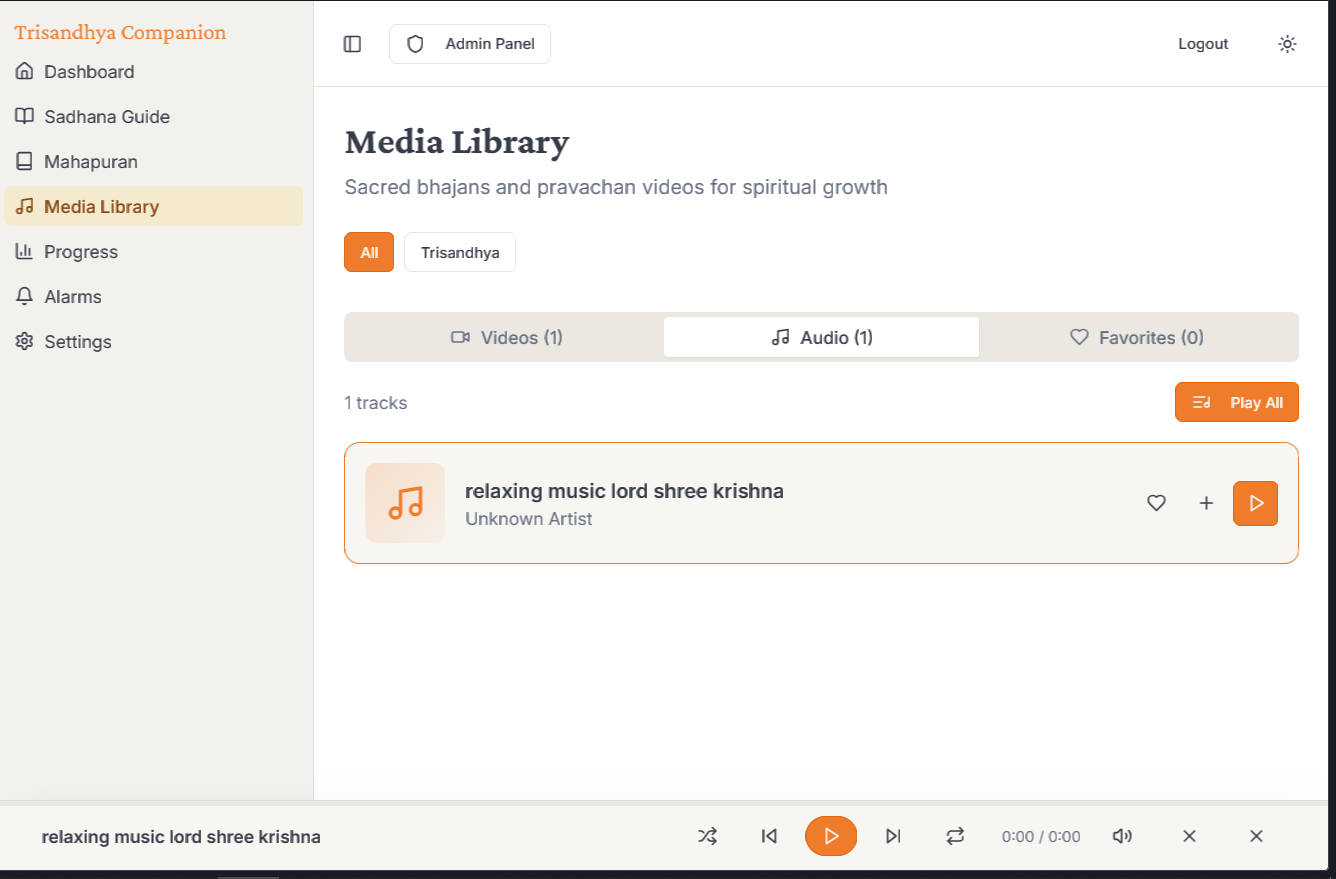 Trisandhya Companion
Dashboard
Sadhana Guide
Mahapuran
Media Library
Progress
Alarms
Settings
Admin Panel
Logout
Media Library
Sacred bhajans and pravachan videos for spiritual growth
All
Trisandhya
Videos (1)
Audio (1)
Favorites (0)
1 tracks
Play All
relaxing music lord shree krishna
Unknown Artist
relaxing music lord shree krishna
0:00 / 0:00